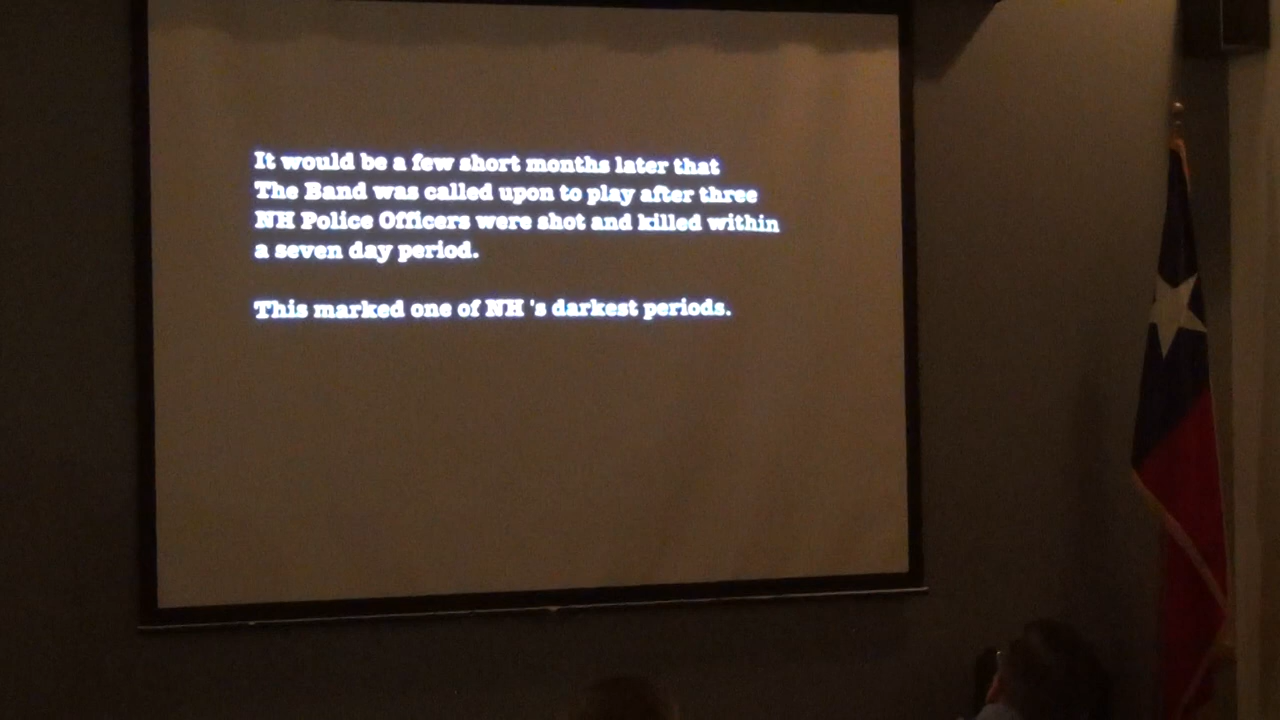 It would be a few short months later that
The Band was called upon to play after three
NH Police Officers were shot and killed within
a seven day period.
This marked one of NH 's darkest periods.